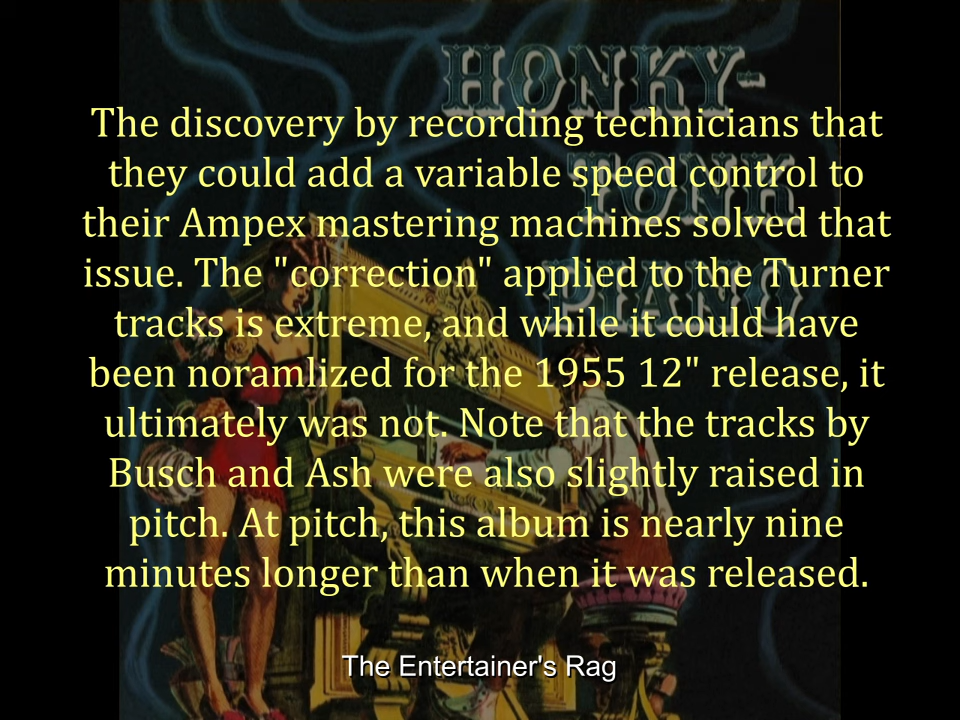 HONKY-
TONK
PIANO
The discovery by recording technicians that
they could add a variable speed control to
their Ampex mastering machines solved that
issue. The "correction" applied to the Turner
tracks is extreme, and while it could have
been noramlized for the 1955 12" release, it
ultimately was not. Note that the tracks by
Busch and Ash were also slightly raised in
pitch. At pitch, this album is nearly nine
minutes longer than when it was released.
The Entertainer's Rag